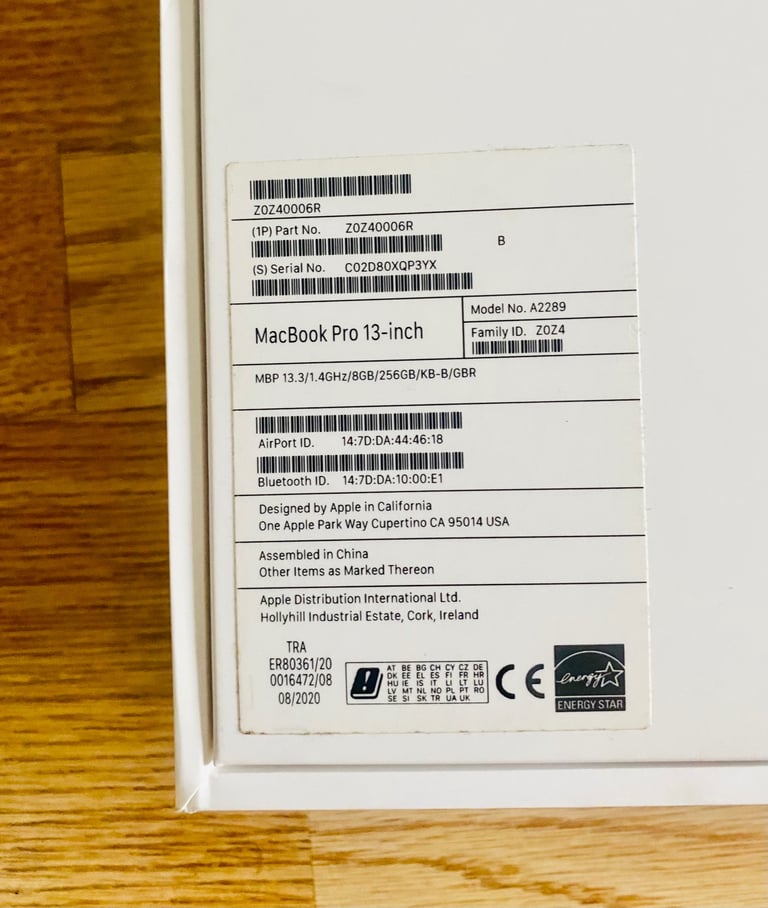 Z0Z40006R
(1P) Part No. Z0Z40006R
B
(S) Serial No. C02D80XQP3YX
MacBook Pro 13-inch
Model No. A2289
Family ID. Z0Z4
MBP 13.3/1.4GHz/8GB/256GB/KB-B/GBR
AirPort ID. 14:7D:DA:44:46:18
Bluetooth ID. 14:7D:DA:10:00:E1
Designed by Apple in California
One Apple Park Way Cupertino CA 95014 USA
Assembled in China
Other Items as Marked Thereon
Apple Distribution International Ltd.
Hollyhill Industrial Estate, Cork, Ireland
TRA
ER80361/20
0016472/08
08/2020
AT BE BG CH CY CZ DE
DK EE EL ES FI FR HR
HU IE IS IT LI LT LU
LV MT NL NO PL PT RO
SE SI SK TR UA UK
CE
energy
ENERGY STAR